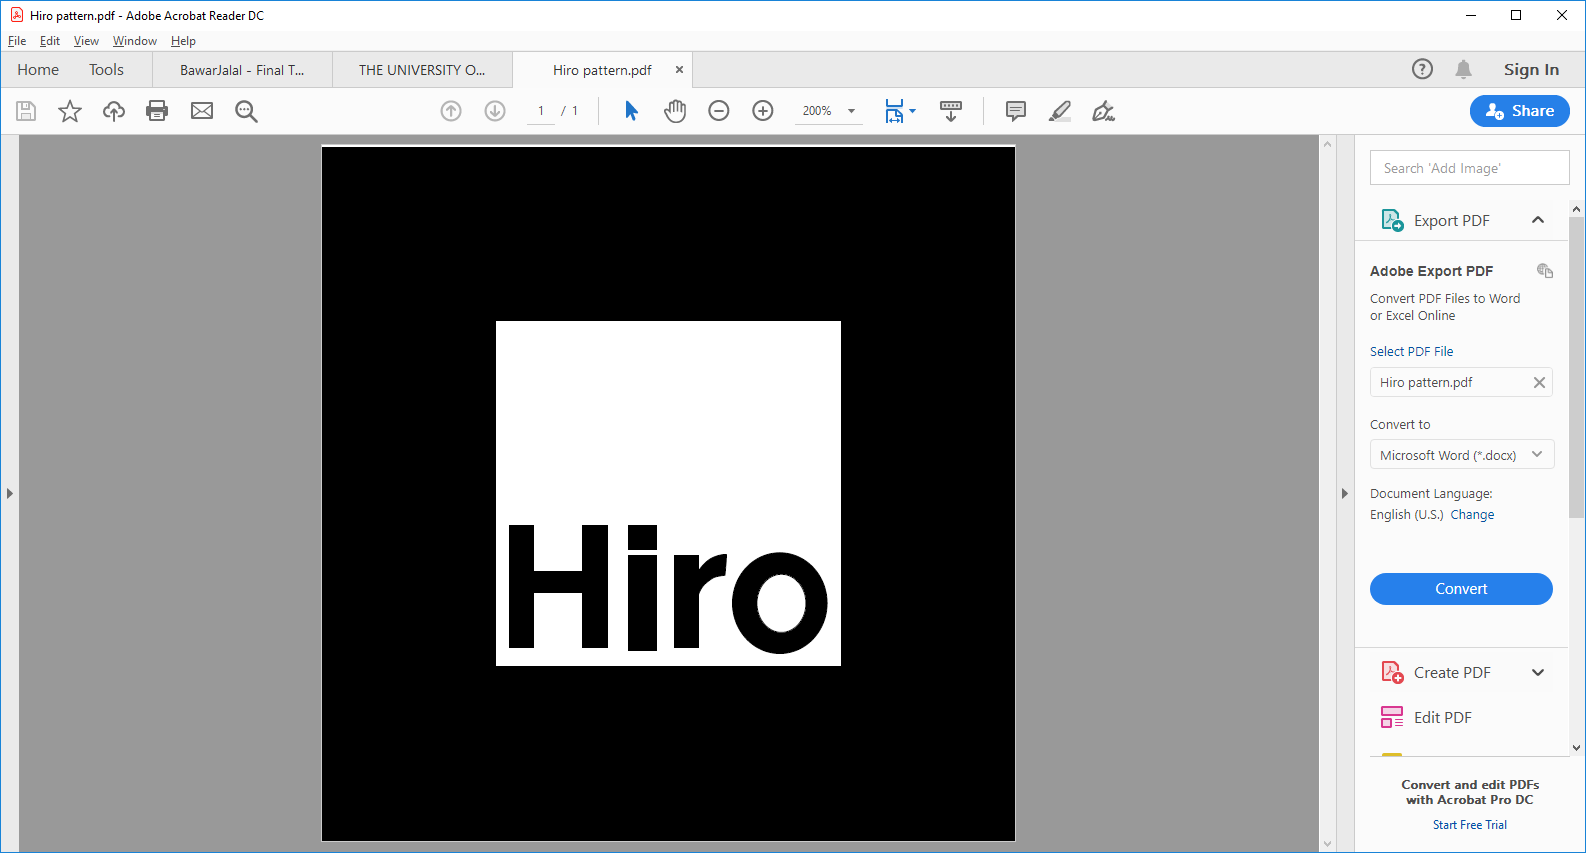 Hiro pattern.pdf - Adobe Acrobat Reader DC
File Edit View Window Help
Home Tools BawarJalal - Final T... THE UNIVERSITY O... Hiro pattern.pdf × Sign In
1 / 1 200% Share
Hiro
Search 'Add Image'
Export PDF
Adobe Export PDF
Convert PDF Files to Word
or Excel Online
Select PDF File
Hiro pattern.pdf
Convert to
Microsoft Word (*.docx)
Document Language:
English (U.S.) Change
Convert
Create PDF
Edit PDF
Convert and edit PDFs
with Acrobat Pro DC
Start Free Trial